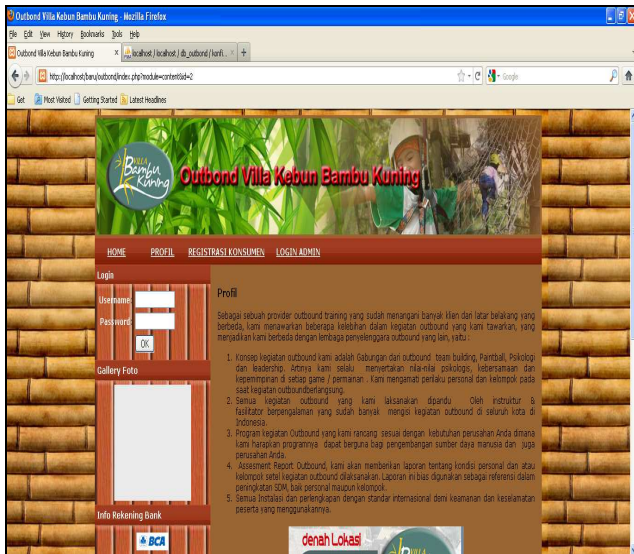 Outbond Villa Kebun Bambu Kuning - Mozilla Firefox
File Edit View History Bookmarks Tools Help
Outbond Villa Kebun Bambu Kuning
localhost / localhost / db_outbond / konfi...
http://localhost/baru/outbond/index.php?module=content&id=2
Google
Get Most Visited Getting Started Latest Headlines
VILLA
Bambu
Kuning
Outbond Villa Kebun Bambu Kuning
HOME PROFIL REGISTRASI KONSUMEN LOGIN ADMIN
Login
Username
Password
OK
Gallery Foto
Info Rekening Bank
BCA
Profil
Sebagai sebuah provider outbound training yang sudah menangani banyak klien dari latar belakang yang
berbeda, kami menawarkan beberapa kelebihan dalam kegiatan outbound yang kami tawarkan, yang
menjadikan kami berbeda dengan lembaga penyelenggara outbound yang lain, yaitu :
1. Konsep kegiatan outbound kami adalah Gabungan dari outbound team building, Paintball, Psikologi
dan leadership. Artinya kami selalu menyertakan nilai-nilai psikologis, kebersamaan dan
kepemimpinan di setiap game / permainan . Kami mengamati perilaku personal dan kelompok pada
saat kegiatan outboundberlangsung.
2. Semua kegiatan outbound yang kami laksanakan dipandu Oleh instruktur &
fasilitator berpengalaman yang sudah banyak mengisi kegiatan outbound di seluruh kota di
Indonesia.
3. Program kegiatan Outbound yang kami rancang sesuai dengan kebutuhan perusahan Anda dimana
kami harapkan programnya dapat berguna bagi pengembangan sumber daya manusia dan juga
perusahan Anda.
4. Assesment Report Outbound, kami akan memberikan laporan tentang kondisi personal dan atau
kelompok setel kegiatan outbound dilaksanakan. Laporan ini bias digunakan sebagai referensi dalam
peningkatan SDM, baik personal maupun kelompok.
5. Semua Instalasi dan perlengkapan dengan standar internasional demi keamanan dan keselamatan
peserta yang menggunakannya.
denah Lokasi
VILLA